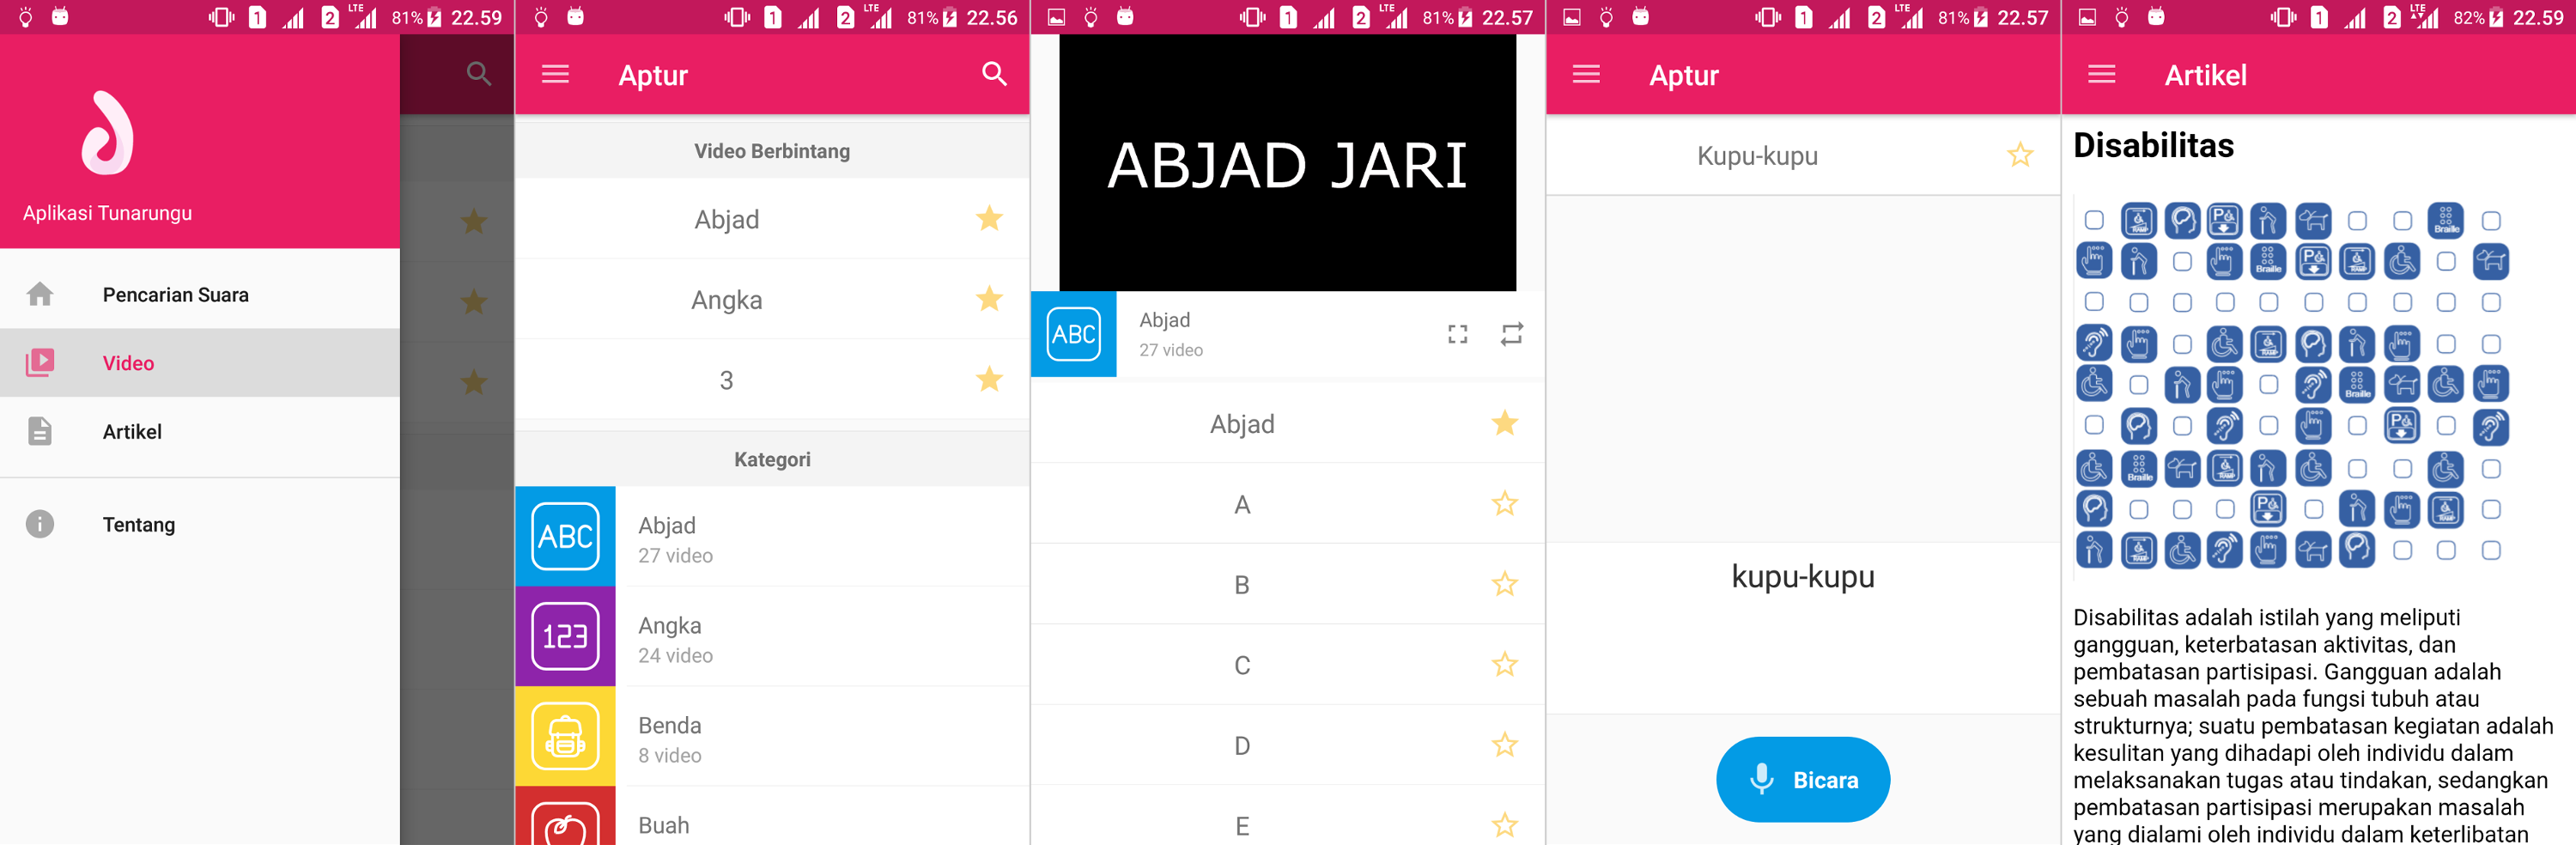 1 2 LTE 81% 22.59
Aplikasi Tunarungu
Pencarian Suara
Video
Artikel
Tentang
1 2 LTE 81% 22.56
Aptur
Video Berbintang
Abjad
Angka
3
Kategori
ABC
Abjad
27 video
123
Angka
24 video
Benda
8 video
Buah
1 2 LTE 81% 22.57
ABJAD JARI
ABC
Abjad
27 video
Abjad
A
B
C
D
E
1 2 LTE 81% 22.57
Aptur
Kupu-kupu
kupu-kupu
Bicara
1 2 LTE 82% 22.59
Artikel
Disabilitas
Braille
Braille
Braille
Braille
Disabilitas adalah istilah yang meliputi
gangguan, keterbatasan aktivitas, dan
pembatasan partisipasi. Gangguan adalah
sebuah masalah pada fungsi tubuh atau
strukturnya; suatu pembatasan kegiatan adalah
kesulitan yang dihadapi oleh individu dalam
melaksanakan tugas atau tindakan, sedangkan
pembatasan partisipasi merupakan masalah
yang dialami oleh individu dalam keterlibatan